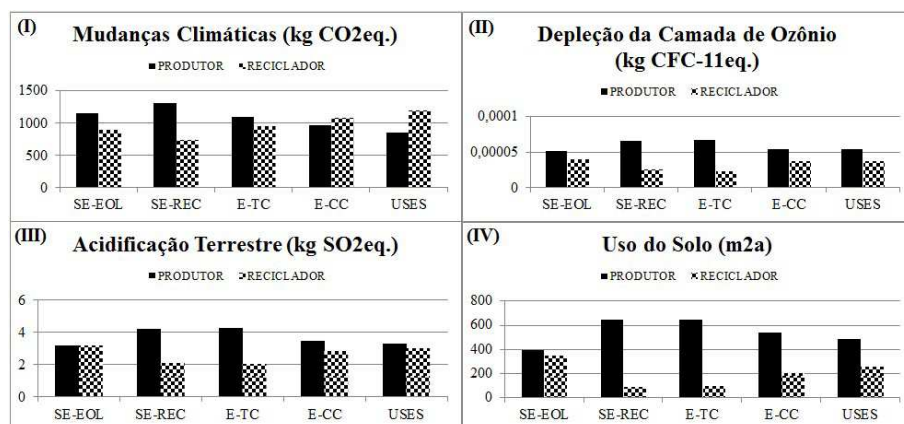 (I)
Mudanças Climáticas (kg CO2eq.)
PRODUTOR RECICLADOR
1500
1000
500
0
SE-EOL SE-REC E-TC E-CC USES
(II)
Depleção da Camada de Ozônio
(kg CFC-11eq.)
PRODUTOR RECICLADOR
0,0001
0,00005
0
SE-EOL SE-REC E-TC E-CC USES
(III)
Acidificação Terrestre (kg SO2eq.)
PRODUTOR RECICLADOR
6
4
2
0
SE-EOL SE-REC E-TC E-CC USES
(IV)
Uso do Solo (m2a)
PRODUTOR RECICLADOR
800
600
400
200
0
SE-EOL SE-REC E-TC E-CC USES